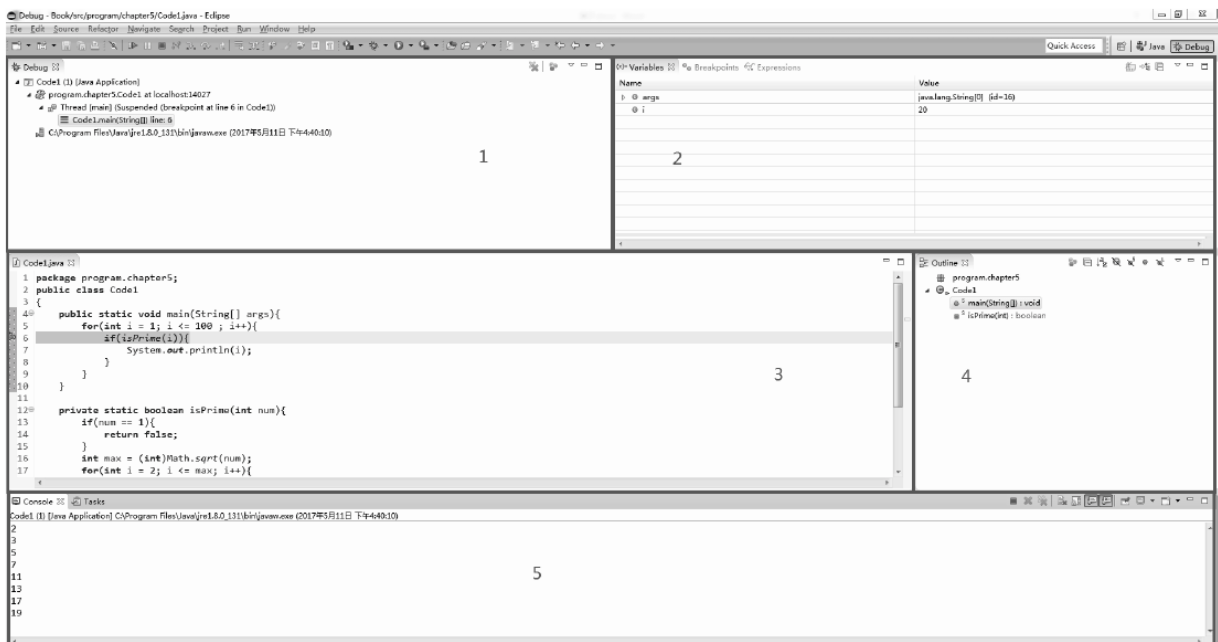 Debug - Book/src/program/chapter5/Code1.java - Eclipse
File Edit Source Refactor Navigate Search Project Run Window Help
Quick Access Java Debug
Debug
Code1 (1) [Java Application]
program.chapter5.Code1 at localhost:14027
Thread [main] (Suspended (breakpoint at line 6 in Code1))
Code1.main(String[]) line: 6
C:\Program Files\Java\jre1.8.0_131\bin\javaw.exe (2017年5月11日 下午4:40:10)
1
(x)= Variables Breakpoints Expressions
Name Value
args java.lang.String[0] (id=16)
i 20
2
Code1.java
1 package program.chapter5;
2 public class Code1
3 {
4 public static void main(String[] args){
5 for(int i = 1; i <= 100 ; i++){
6 if(isPrime(i)){
7 System.out.println(i);
8 }
9 }
10 }
11
12 private static boolean isPrime(int num){
13 if(num == 1){
14 return false;
15 }
16 int max = (int)Math.sqrt(num);
17 for(int i = 2; i <= max; i++){
3
Outline
program.chapter5
Code1
main(String[]) : void
isPrime(int) : boolean
4
Console Tasks
Code1 (1) [Java Application] C:\Program Files\Java\jre1.8.0_131\bin\javaw.exe (2017年5月11日 下午4:40:10)
2
3
5
7
11
13
17
19
5